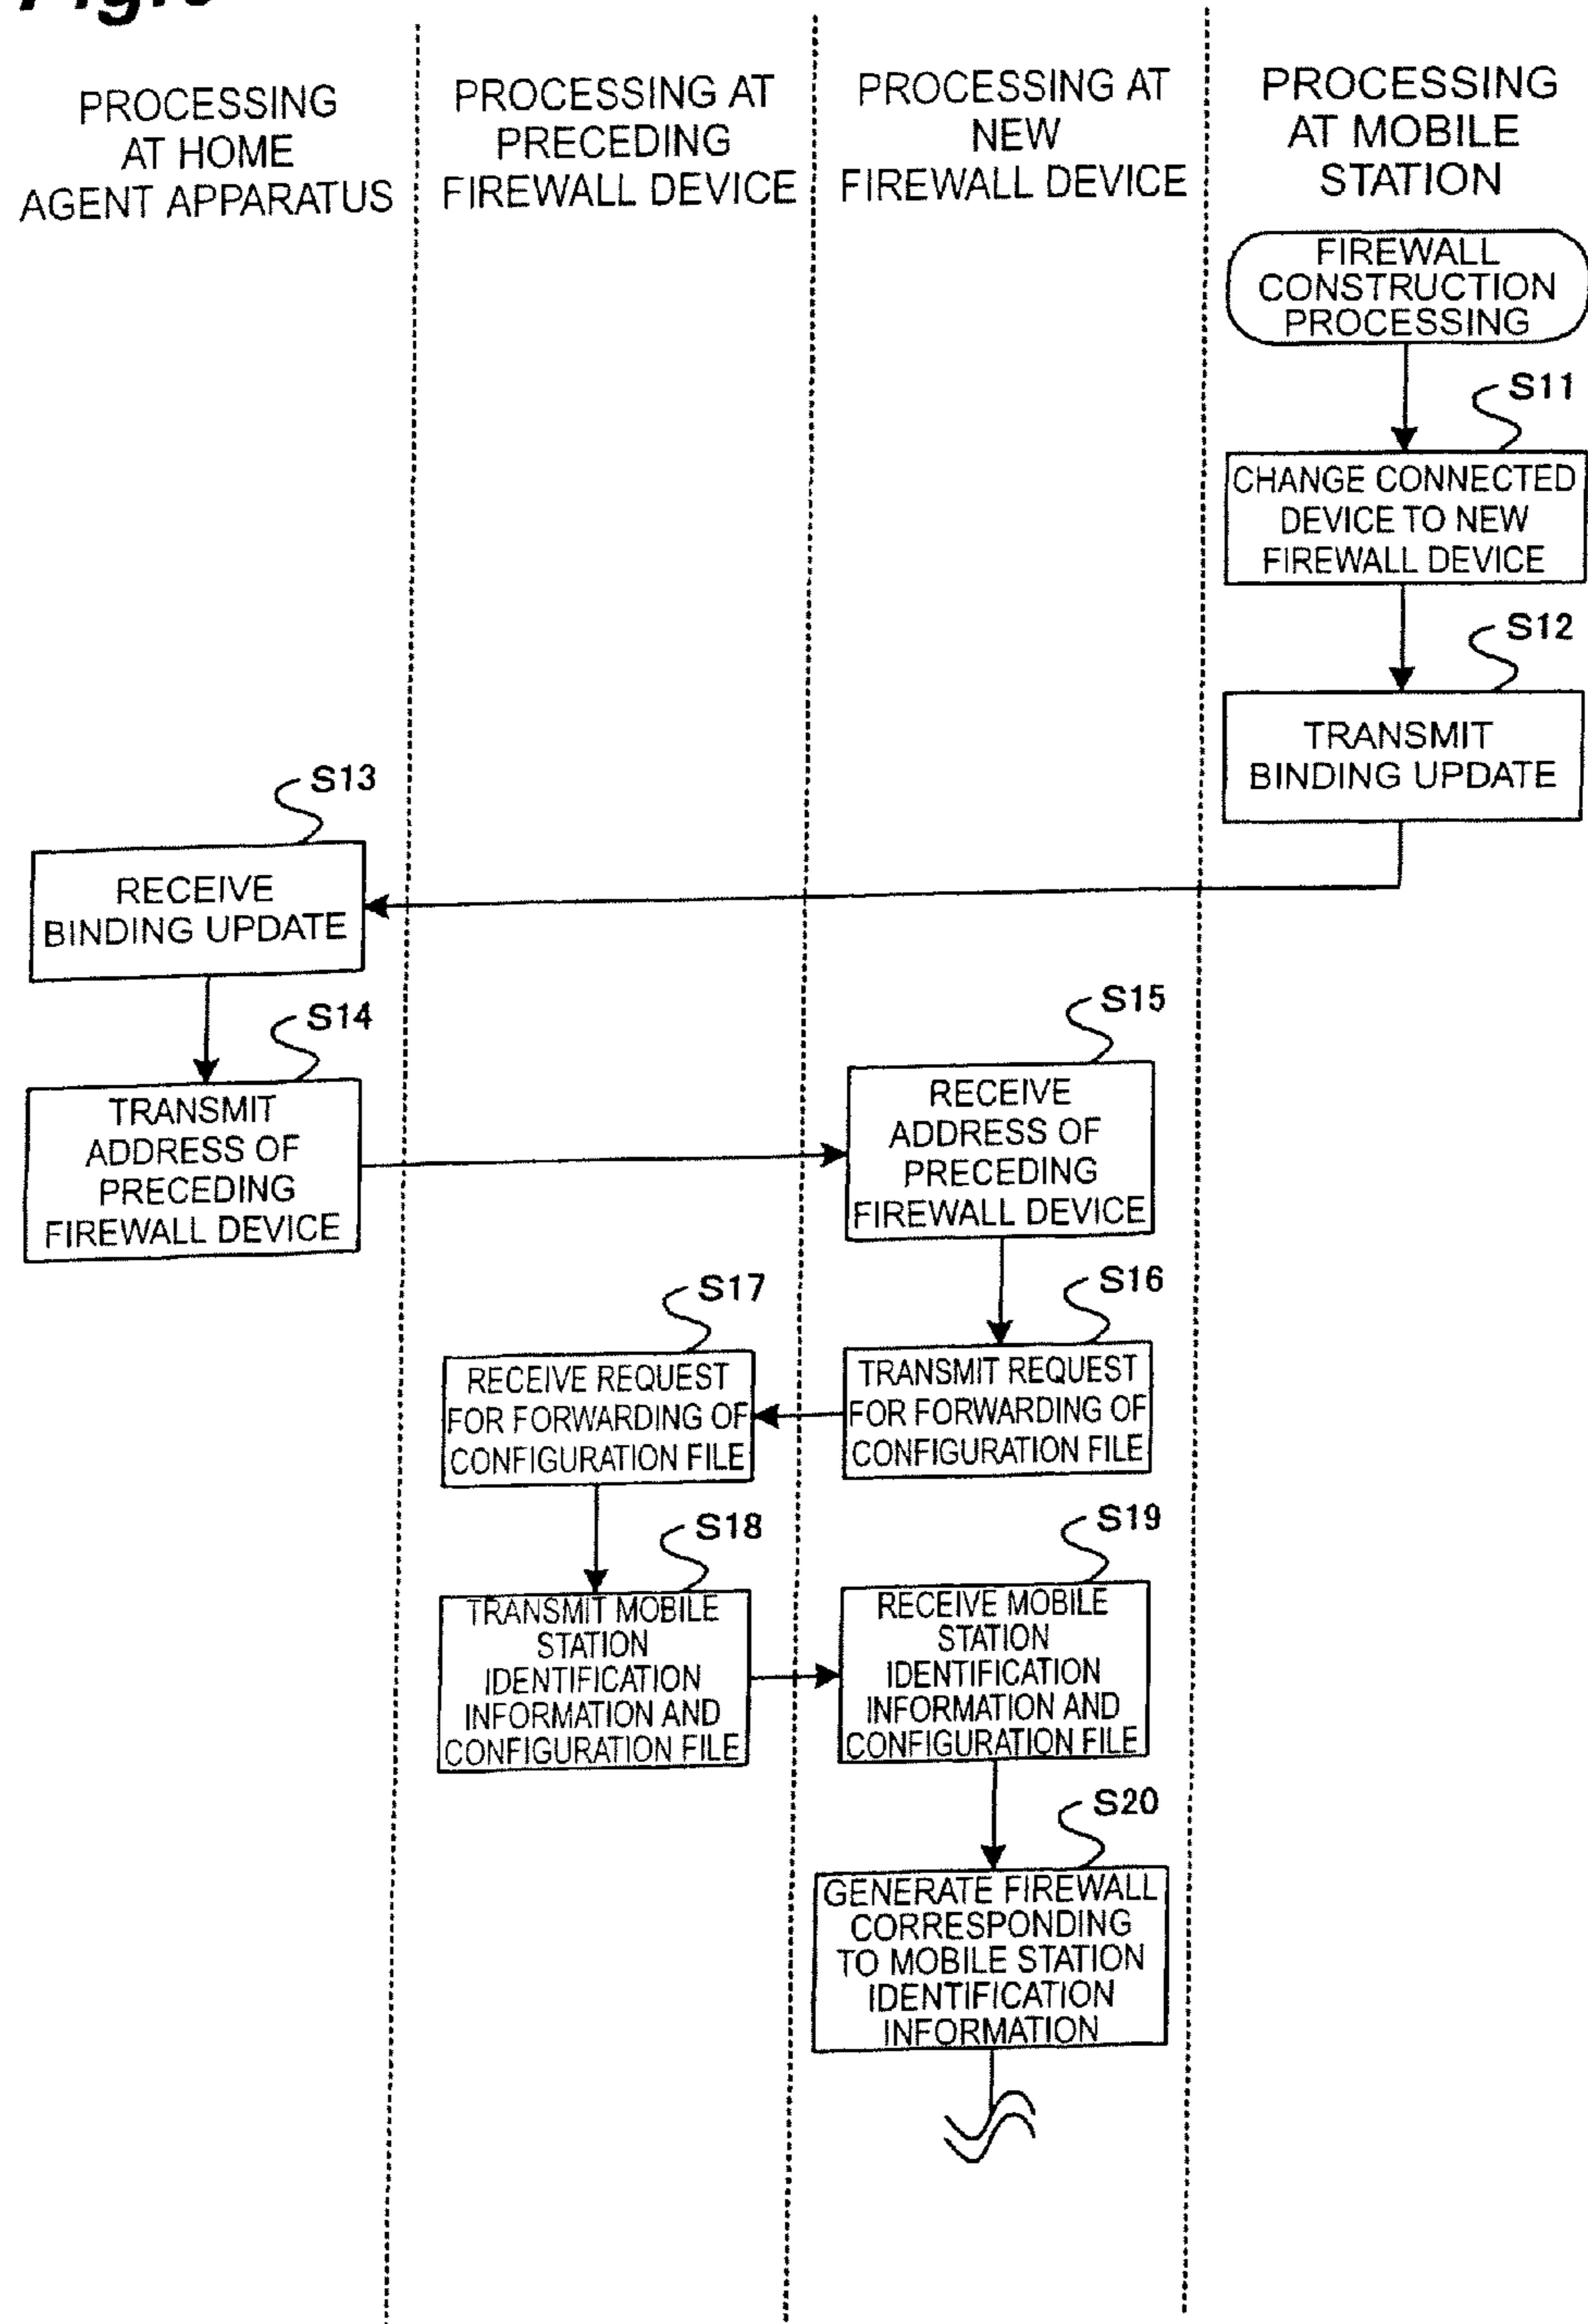 PROCESSING
AT HOME
AGENT APPARATUS
PROCESSING AT
PRECEDING
FIREWALL DEVICE
PROCESSING AT
NEW
FIREWALL DEVICE
PROCESSING
AT MOBILE
STATION
FIREWALL
CONSTRUCTION
PROCESSING
S11
CHANGE CONNECTED
DEVICE TO NEW
FIREWALL DEVICE
S12
TRANSMIT
BINDING UPDATE
S13
RECEIVE
BINDING UPDATE
S14
TRANSMIT
ADDRESS OF
PRECEDING
FIREWALL DEVICE
S15
RECEIVE
ADDRESS OF
PRECEDING
FIREWALL DEVICE
S16
TRANSMIT REQUEST
FOR FORWARDING OF
CONFIGURATION FILE
S17
RECEIVE REQUEST
FOR FORWARDING OF
CONFIGURATION FILE
S18
TRANSMIT MOBILE
STATION
IDENTIFICATION
INFORMATION AND
CONFIGURATION FILE
S19
RECEIVE MOBILE
STATION
IDENTIFICATION
INFORMATION AND
CONFIGURATION FILE
S20
GENERATE FIREWALL
CORRESPONDING
TO MOBILE STATION
IDENTIFICATION
INFORMATION